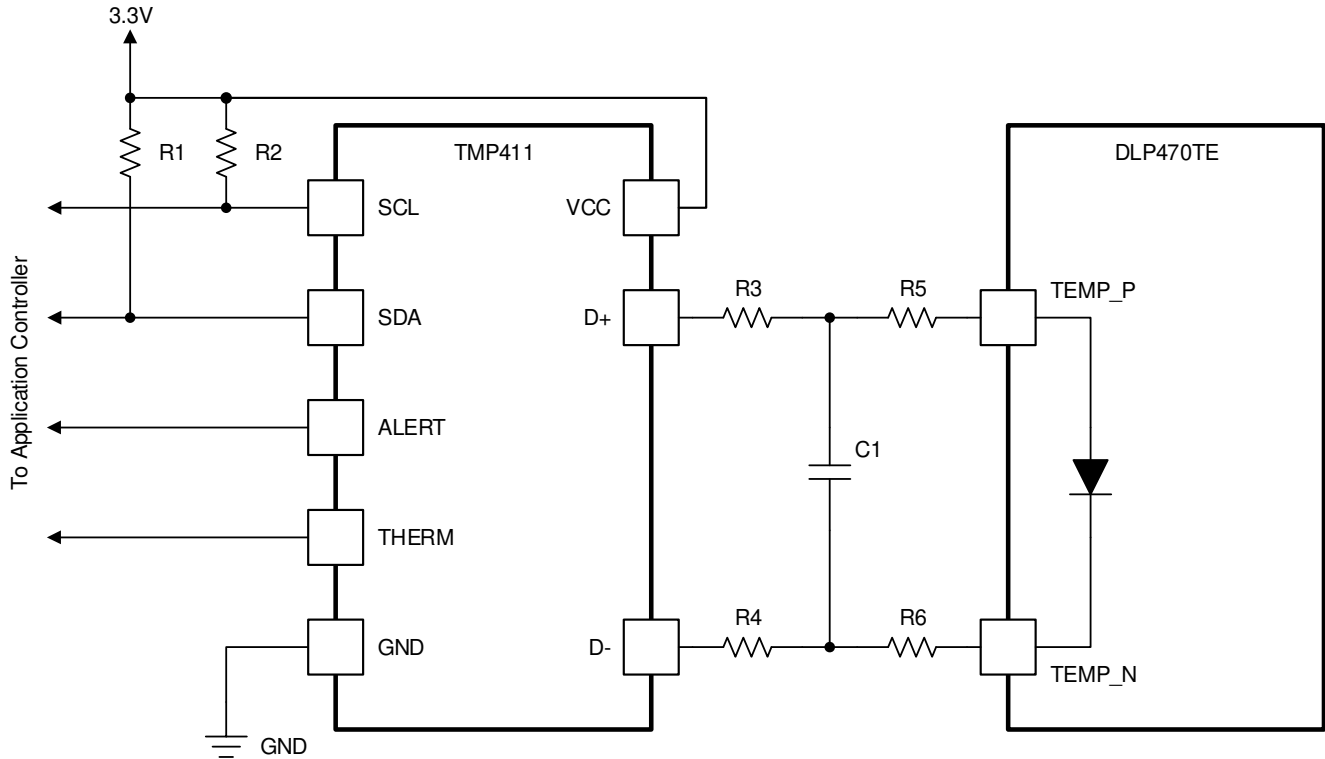 3.3V
R1
R2
TMP411
DLP470TE
SCL
VCC
To Application Controller
R3
R5
TEMP_P
SDA
D+
ALERT
C1
THERM
R4
R6
GND
D-
TEMP_N
GND